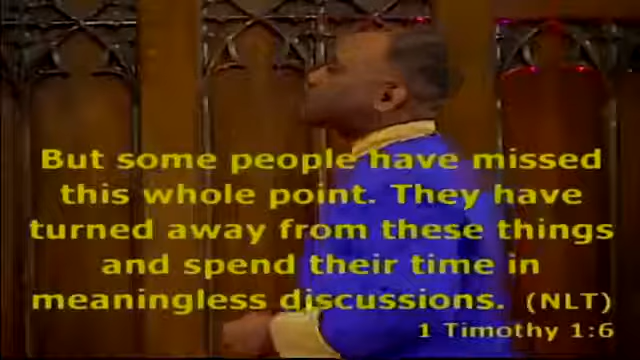 But some people have missed
this whole point. They have
turned away from these things
and spend their time in
meaningless discussions. (NLT)
1 Timothy 1:6